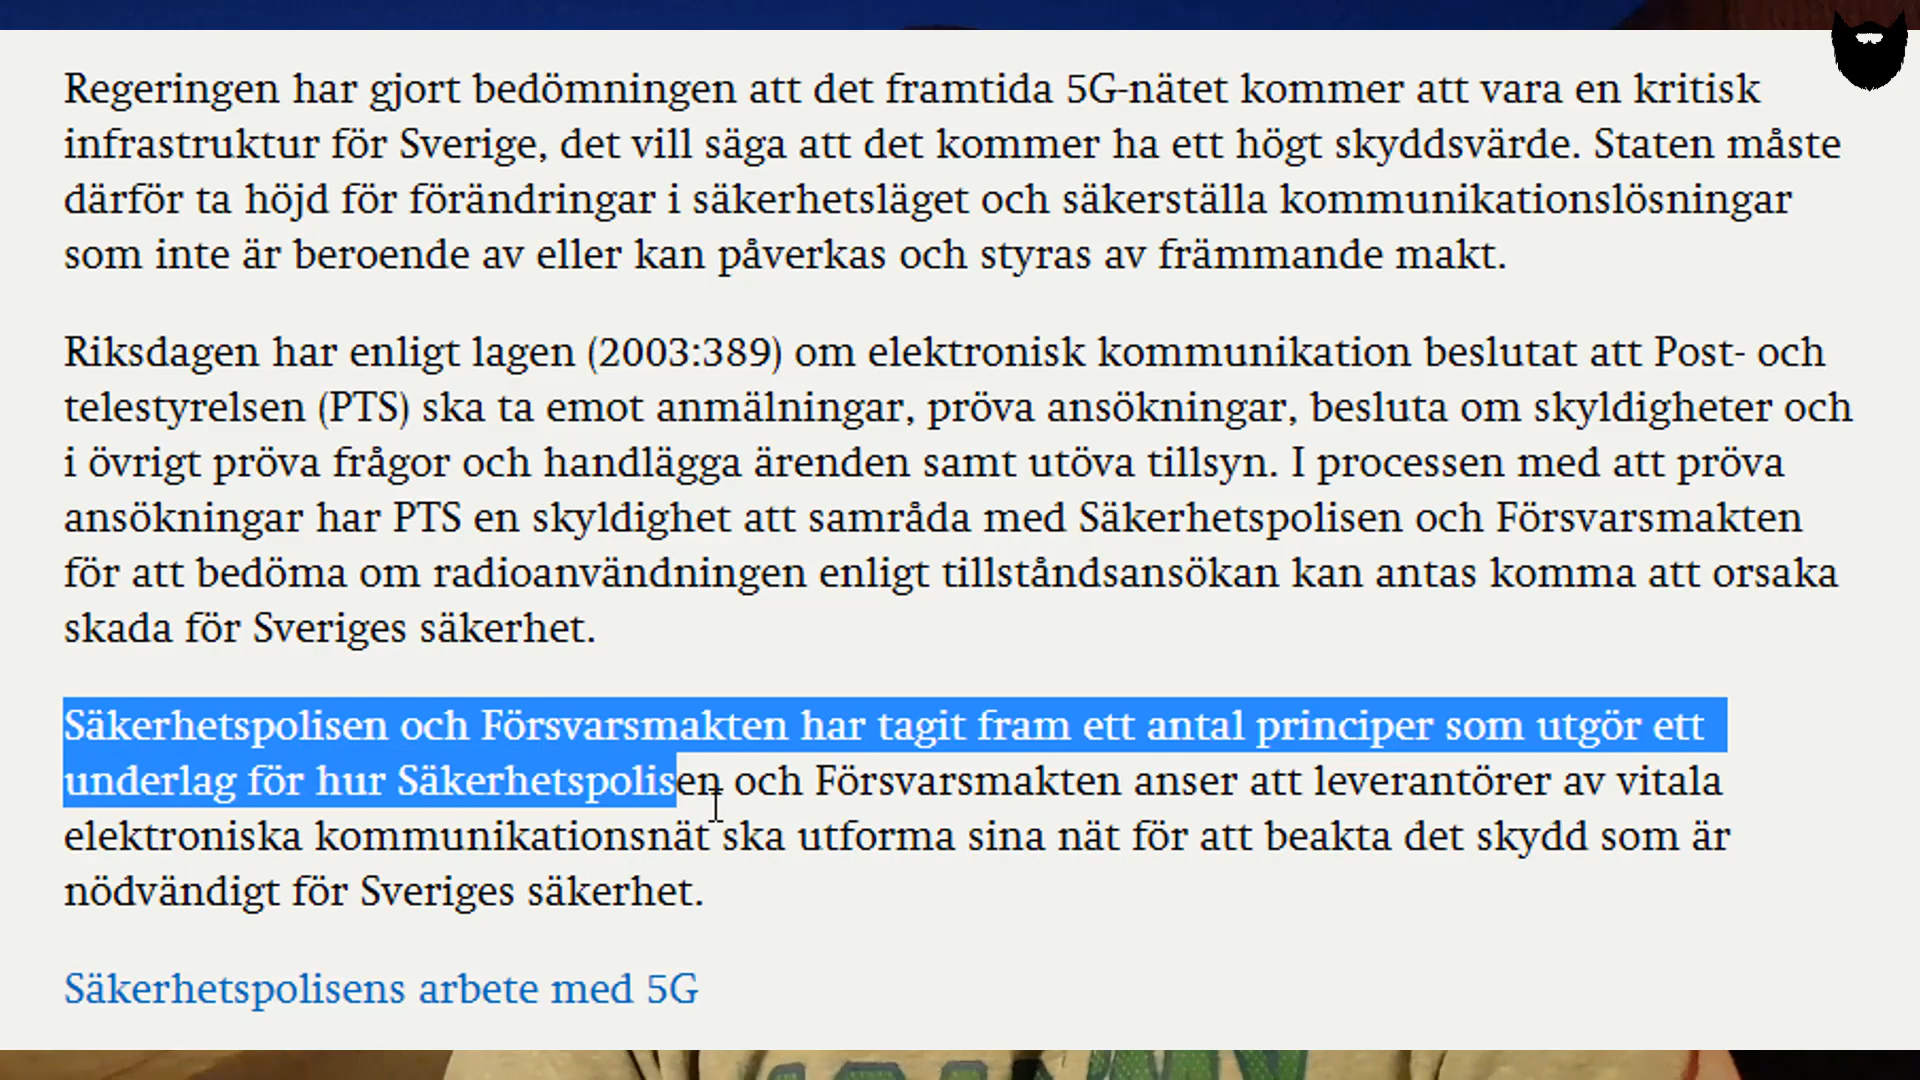 Regeringen har gjort bedömningen att det framtida 5G-nätet kommer att vara en kritisk
infrastruktur för Sverige, det vill säga att det kommer ha ett högt skyddsvärde. Staten måste
därför ta höjd för förändringar i säkerhetsläget och säkerställa kommunikationslösningar
som inte är beroende av eller kan påverkas och styras av främmande makt.
Riksdagen har enligt lagen (2003:389) om elektronisk kommunikation beslutat att Post- och
telestyrelsen (PTS) ska ta emot anmälningar, pröva ansökningar, besluta om skyldigheter och
i övrigt pröva frågor och handlägga ärenden samt utöva tillsyn. I processen med att pröva
ansökningar har PTS en skyldighet att samråda med Säkerhetspolisen och Försvarsmakten
för att bedöma om radioanvändningen enligt tillståndsansökan kan antas komma att orsaka
skada för Sveriges säkerhet.
Säkerhetspolisen och Försvarsmakten har tagit fram ett antal principer som utgör ett
underlag för hur Säkerhetspolisen och Försvarsmakten anser att leverantörer av vitala
elektroniska kommunikationsnät ska utforma sina nät för att beakta det skydd som är
nödvändigt för Sveriges säkerhet.
Säkerhetspolisens arbete med 5G